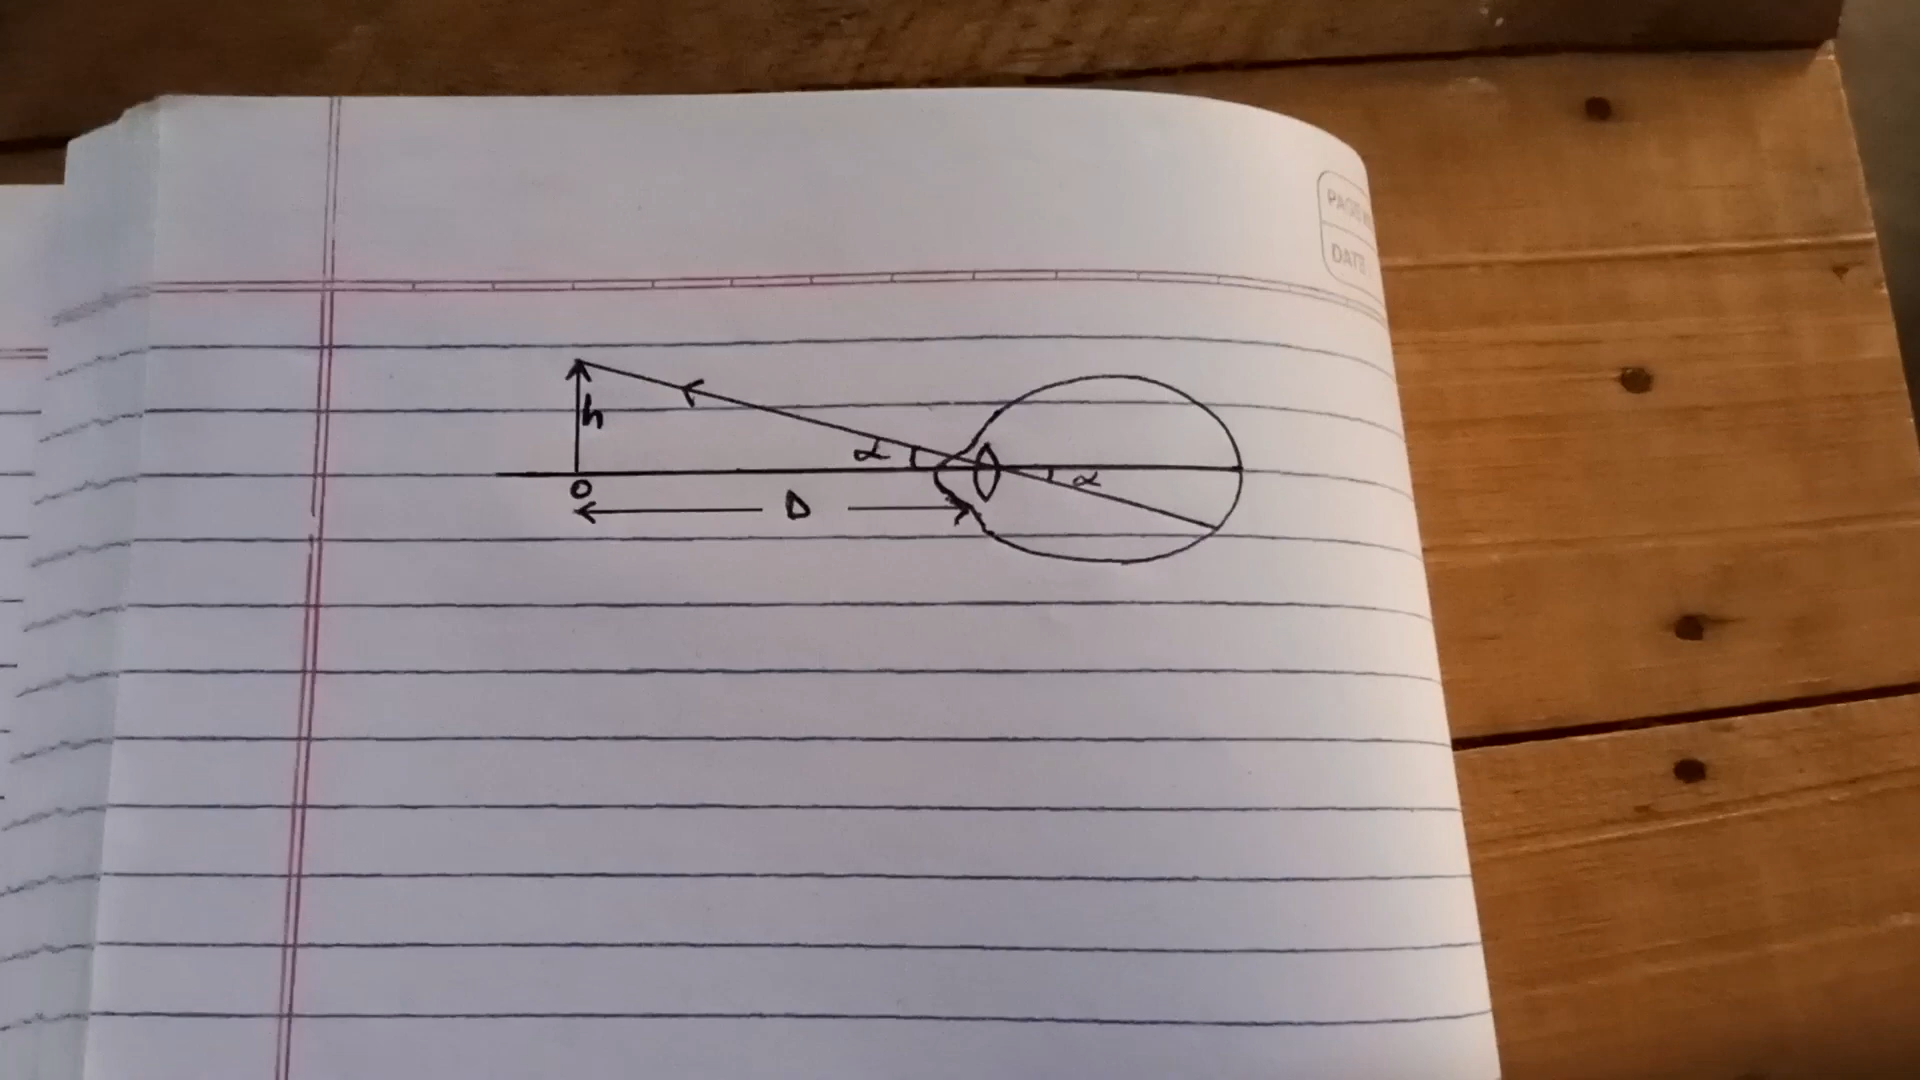 PAGE
DATE
h
α α
O
D